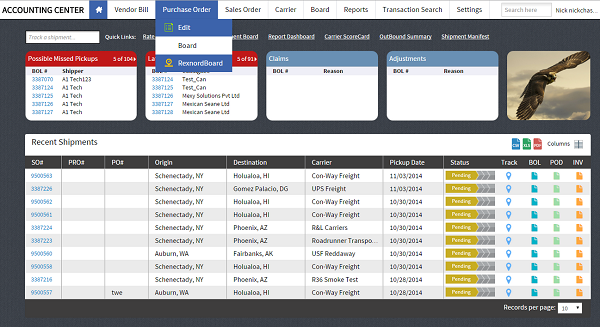 ACCOUNTING CENTER Vendor Bill Purchase Order Sales Order Carrier Board Reports Transaction Search Settings Nick nickchas...
Edit
Board
RexnordBoard
Track a shipment... Quick Links: Board Report Dashboard Carrier ScoreCard OutBound Summary Shipment Manifest
Possible Missed Pickups 5 of 104
BOL # Shipper
3387070 A1 Tech123
3387124 A1 Tech
3387126 A1 Tech
3387127 A1 Tech
3387128 A1 Tech
5 of 91
3387124 Test_Can
3387125 Test_Can
3387126 Mexy Solutions Pvt Ltd
3387127 Mexican Seane Ltd
3387128 Mexican Seane Ltd
Claims
BOL # Reason
Adjustments
BOL # Reason
Recent Shipments CSV XLS PDF Columns
SO# PRO# PO# Origin Destination Carrier Pickup Date Status Track BOL POD INV
9500563 Schenectady, NY Holualoa, HI Con-Way Freight 11/03/2014 Pending
3387226 Schenectady, NY Gomez Palacio, DG UPS Freight 11/03/2014 Pending
9500562 Schenectady, NY Holualoa, HI Con-Way Freight 10/30/2014 Pending
9500561 Schenectady, NY Holualoa, HI Con-Way Freight 10/30/2014 Pending
3387224 Schenectady, NY Phoenix, AZ R&L Carriers 10/30/2014 Pending
3387223 Schenectady, NY Phoenix, AZ Roadrunner Transpo... 10/30/2014 Pending
9500560 Auburn, WA Fairbanks, AK USF Reddaway 10/30/2014 Pending
9500558 Schenectady, NY Holualoa, HI Con-Way Freight 10/30/2014 Pending
3387216 Schenectady, NY Phoenix, AZ R36 Smoke Test 10/28/2014 Pending
9500557 twe Auburn, WA Holualoa, HI Con-Way Freight 10/28/2014 Pending
Records per page: 10